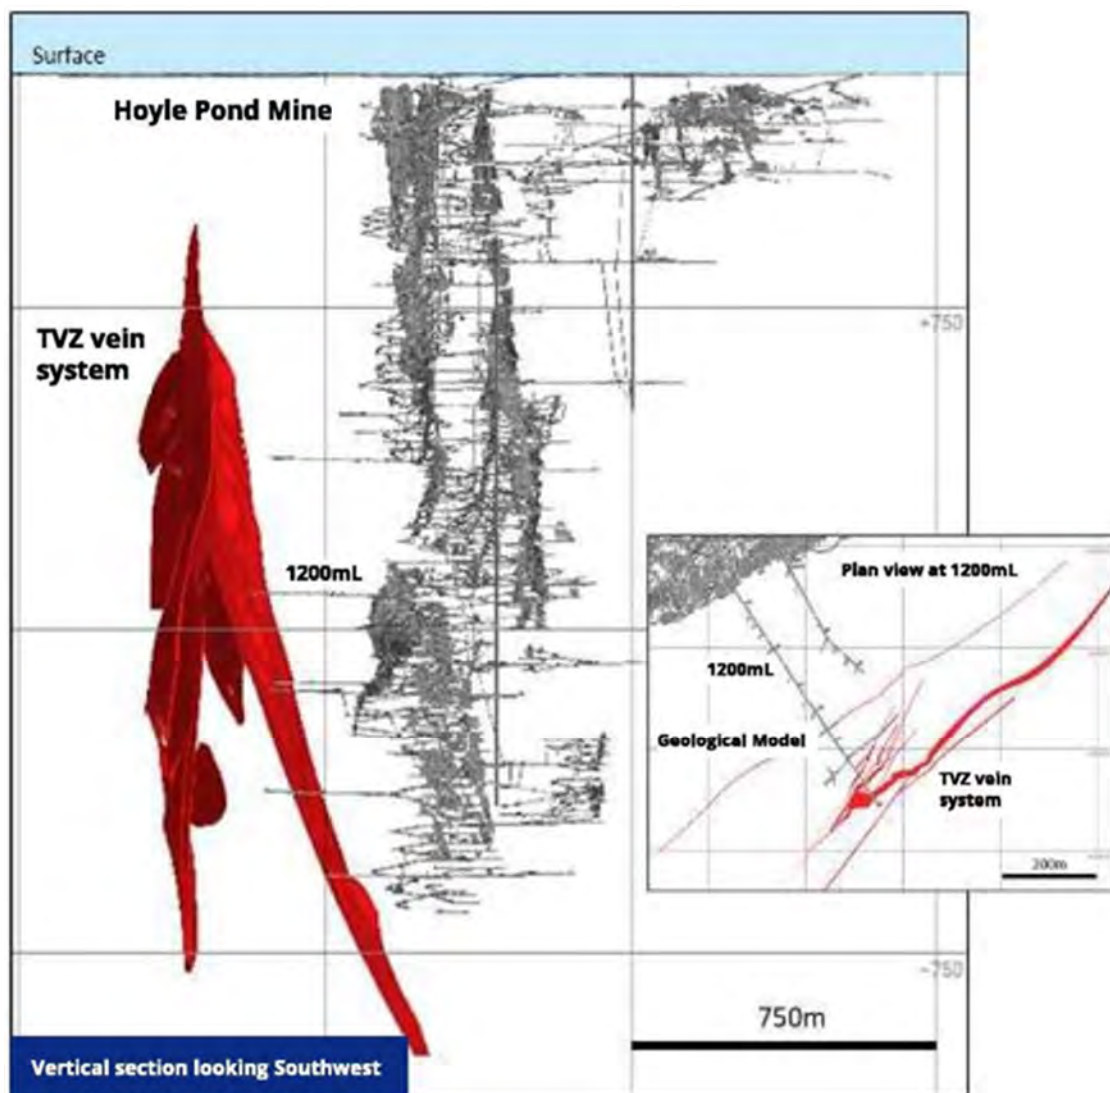 Surface
Hoyle Pond Mine
+750
TVZ vein
system
1200mL
Plan view at 1200mL
1200mL
Geological Model
TVZ vein
system
200m
-750
750m
Vertical section looking Southwest